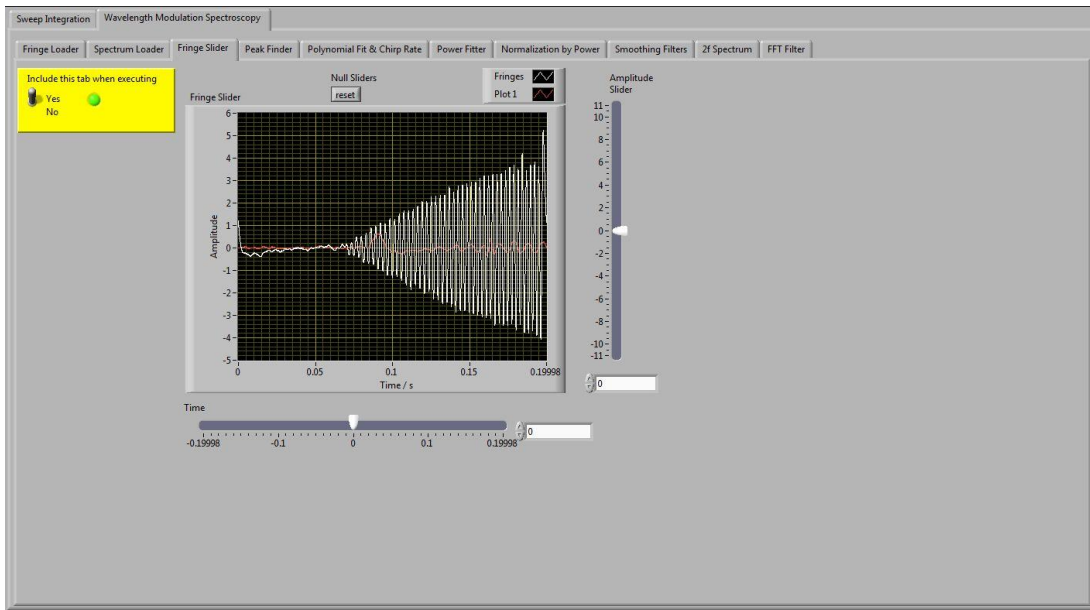 Sweep Integration Wavelength Modulation Spectroscopy
Fringe Loader Spectrum Loader Fringe Slider Peak Finder Polynomial Fit & Chirp Rate Power Fitter Normalization by Power Smoothing Filters 2f Spectrum FFT Filter
Include this tab when executing
Yes
No
Fringe Slider
Null Sliders
reset
Fringes
Plot 1
6
5
4
3
2
1
0
-1
-2
-3
-4
-5
Amplitude
0 0.05 0.1 0.15 0.19998
Time / s
Amplitude
Slider
11
10
8
6
4
2
0
-2
-4
-6
-8
-10
-11
0
Time
-0.19998 -0.1 0 0.1 0.19998
0